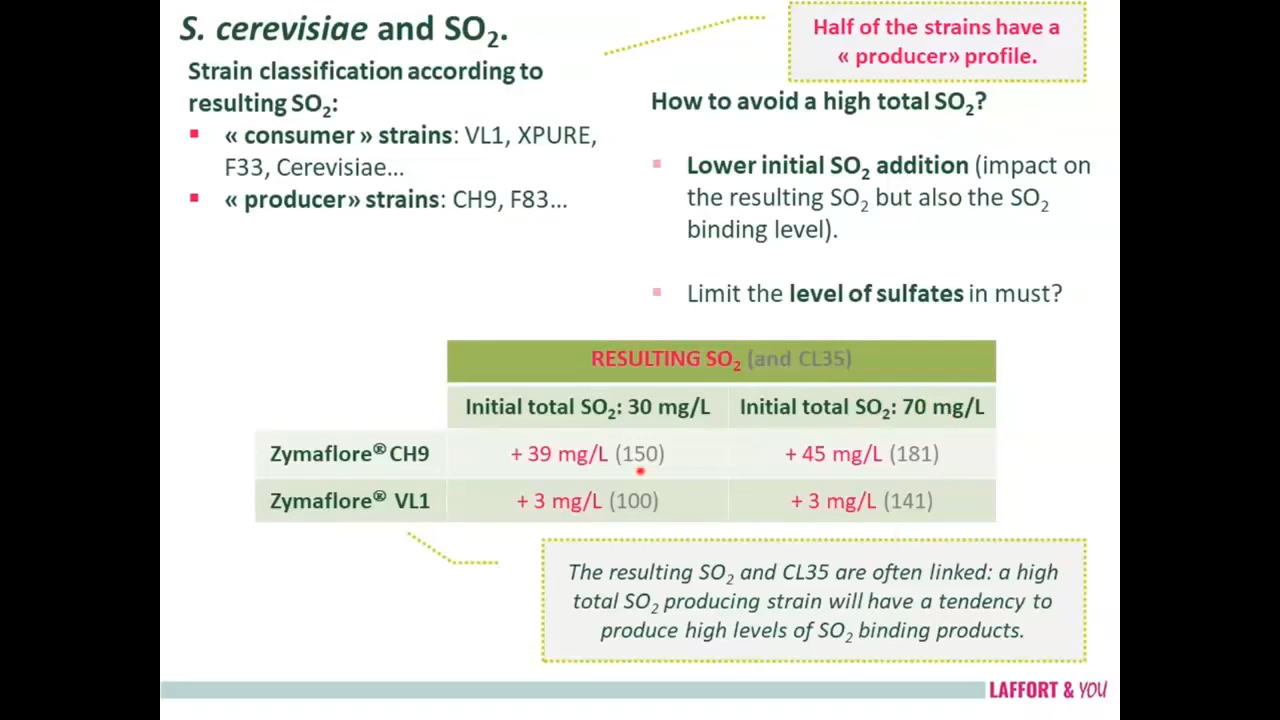 S. cerevisiae and SO₂.
Strain classification according to
resulting SO₂:
▪ « consumer » strains: VL1, XPURE,
F33, Cerevisiae...
▪ « producer» strains: CH9, F83...
Half of the strains have a
« producer» profile.
How to avoid a high total SO₂?
▪ Lower initial SO₂ addition (impact on
the resulting SO₂ but also the SO₂
binding level).
▪ Limit the level of sulfates in must?
RESULTING SO₂ (and CL35)
Initial total SO₂: 30 mg/L Initial total SO₂: 70 mg/L
Zymaflore® CH9 + 39 mg/L (150) + 45 mg/L (181)
Zymaflore® VL1 + 3 mg/L (100) + 3 mg/L (141)
The resulting SO₂ and CL35 are often linked: a high
total SO₂ producing strain will have a tendency to
produce high levels of SO₂ binding products.
LAFFORT & YOU